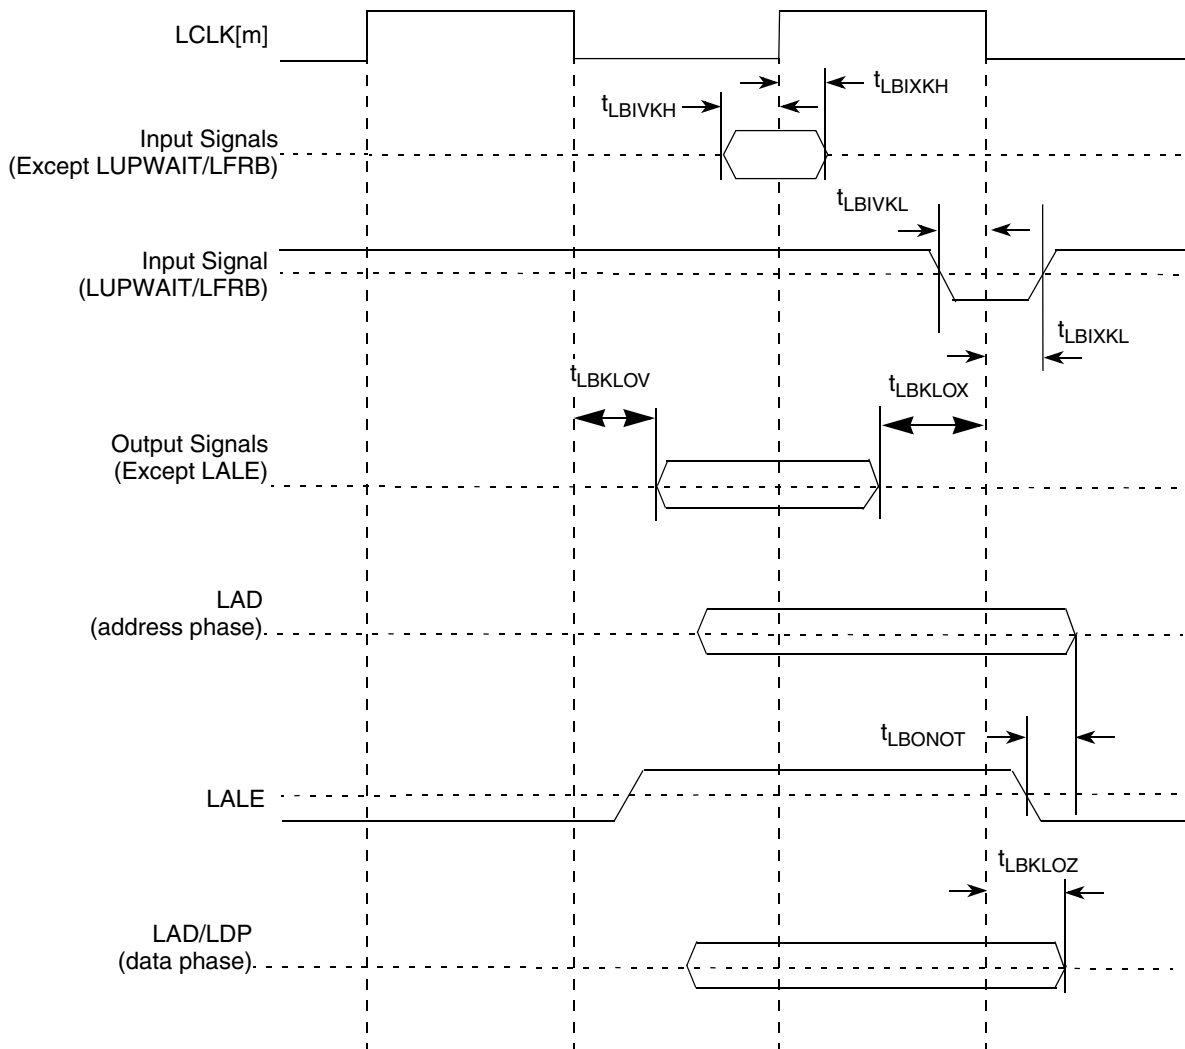 LCLK[m]
tLBIXKH
tLBIVKH
Input Signals
(Except LUPWAIT/LFRB)
tLBIVKL
Input Signal
(LUPWAIT/LFRB)
tLBIXKL
tLBKLOV
tLBKLOX
Output Signals
(Except LALE)
LAD
(address phase)
tLBONOT
LALE
tLBKLOZ
LAD/LDP
(data phase)